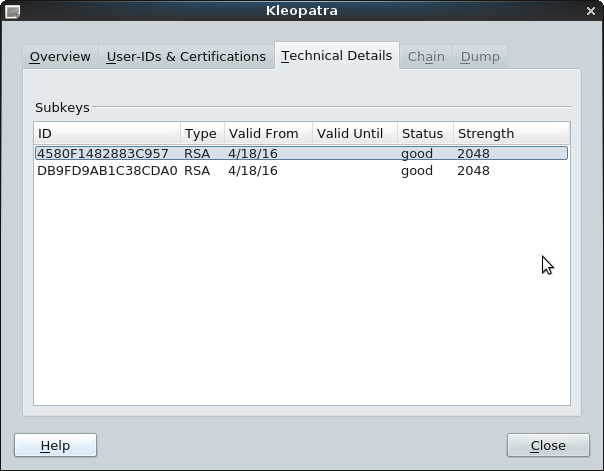 Kleopatra
Overview User-IDs & Certifications Technical Details Chain Dump
Subkeys
ID Type Valid From Valid Until Status Strength
4580F1482883C957 RSA 4/18/16 good 2048
DB9FD9AB1C38CDA0 RSA 4/18/16 good 2048
Help Close